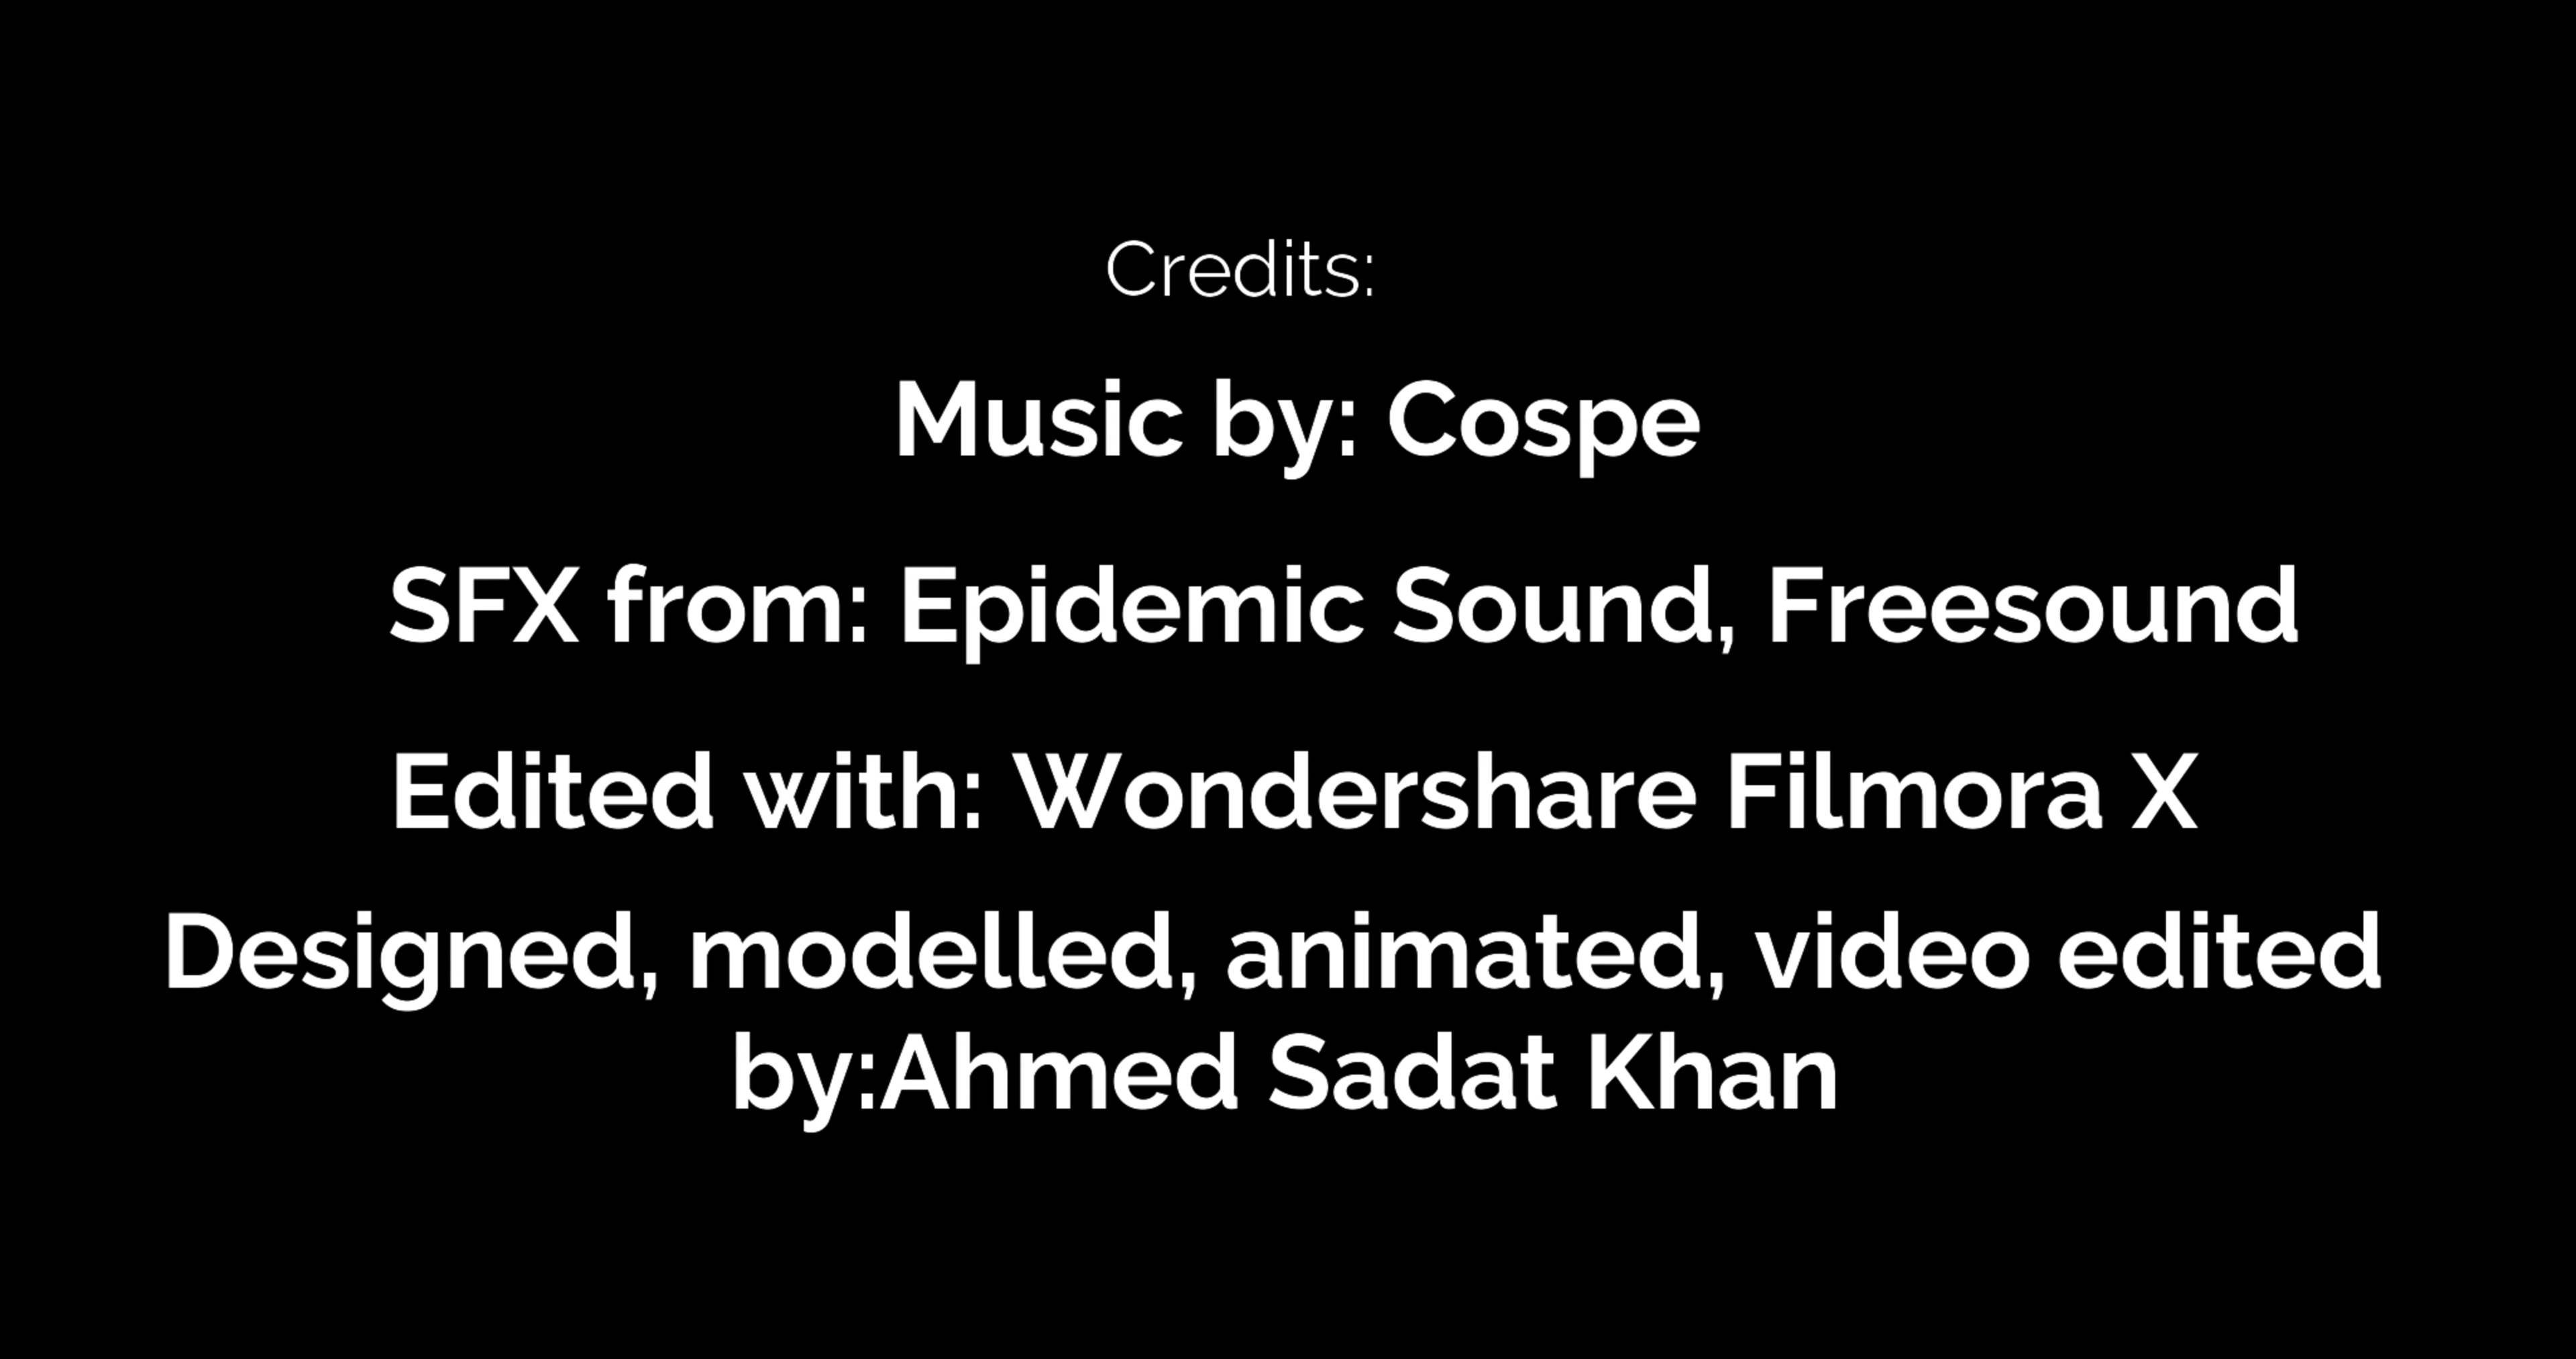 Credits:
Music by: Cospe
SFX from: Epidemic Sound, Freesound
Edited with: Wondershare Filmora X
Designed, modelled, animated, video edited
by:Ahmed Sadat Khan